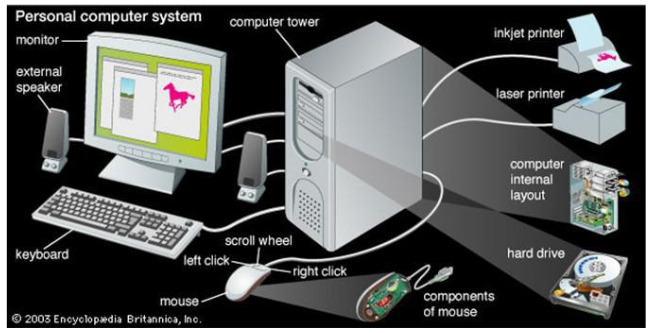 Personal computer system
monitor
external
speaker
keyboard
computer tower
scroll wheel
left click
right click
mouse
components
of mouse
inkjet printer
laser printer
computer
internal
layout
hard drive
© 2003 Encyclopædia Britannica, Inc.